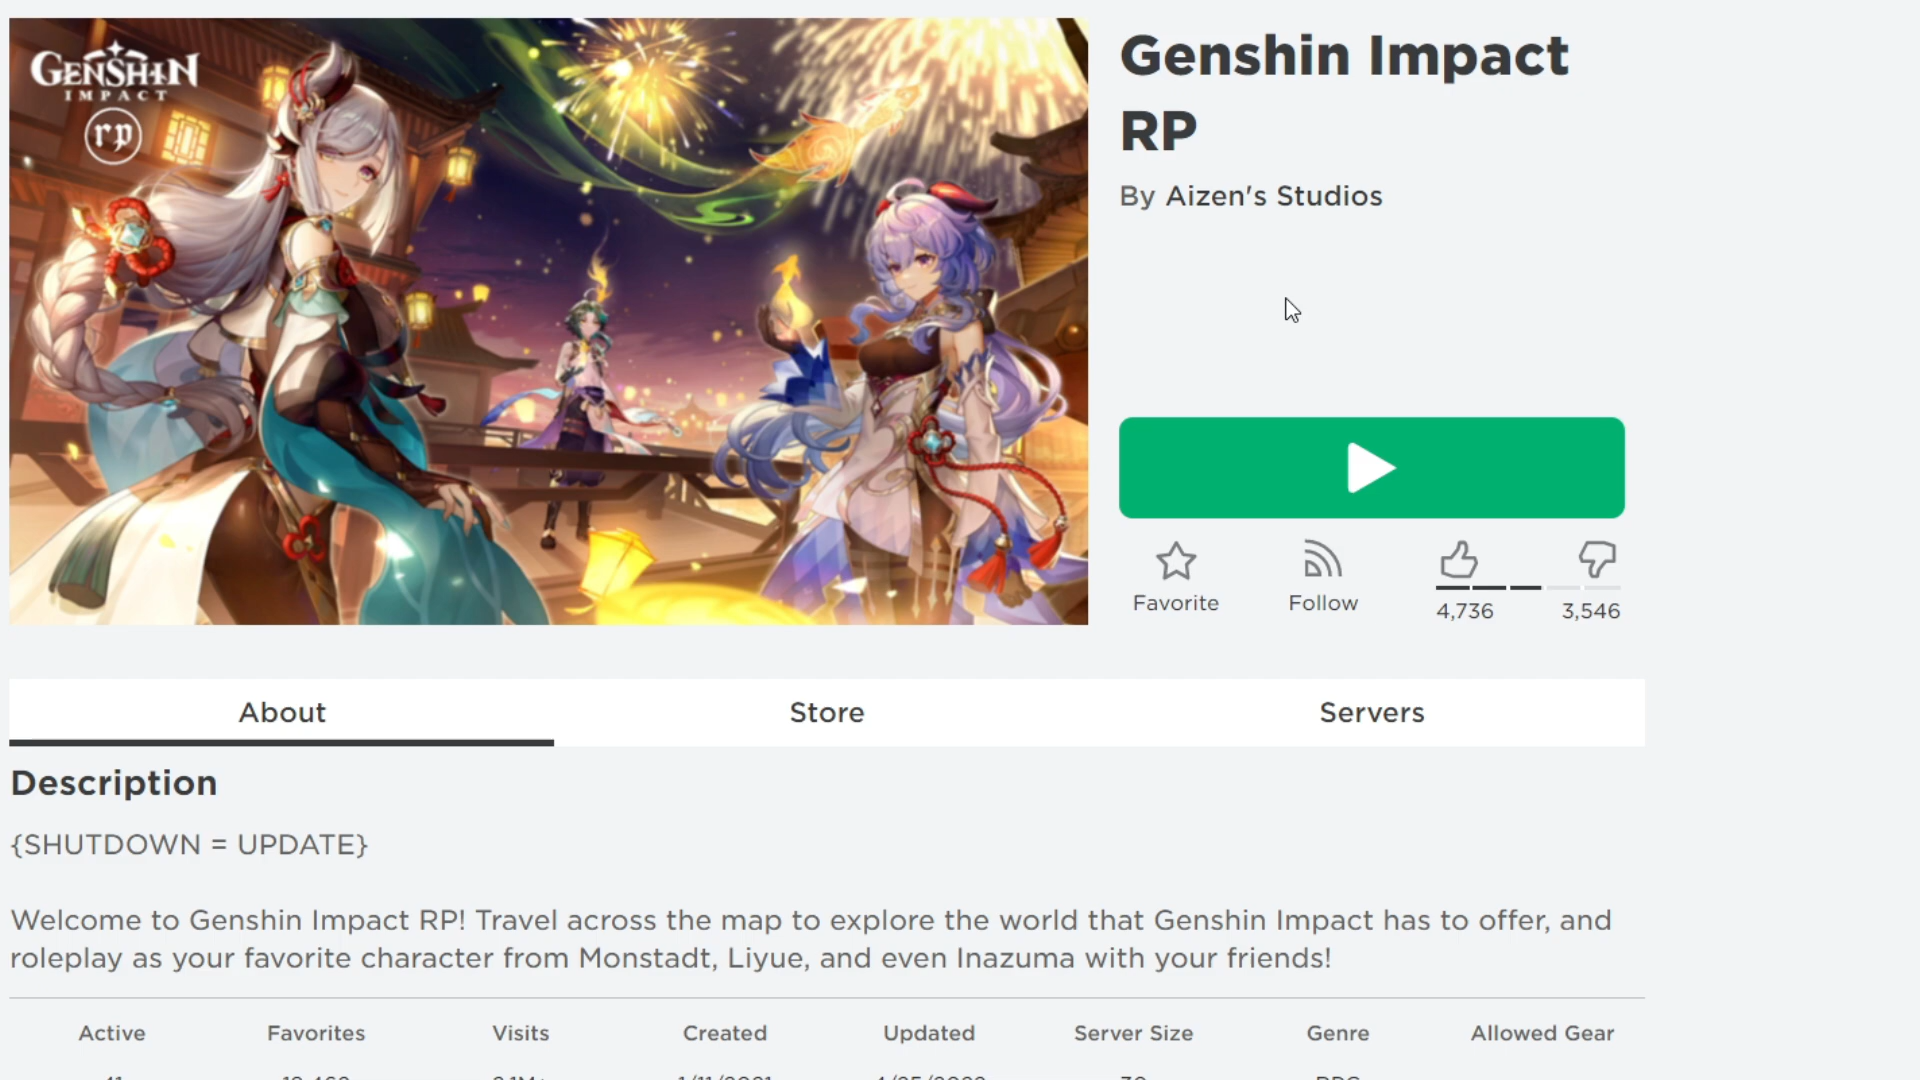 GENSHIN
IMPACT
rp
Genshin Impact
RP
By Aizen's Studios
Favorite
Follow
4,736
3,546
About
Store
Servers
Description
{SHUTDOWN = UPDATE}
Welcome to Genshin Impact RP! Travel across the map to explore the world that Genshin Impact has to offer, and
roleplay as your favorite character from Monstadt, Liyue, and even Inazuma with your friends!
Active Favorites Visits Created Updated Server Size Genre Allowed Gear